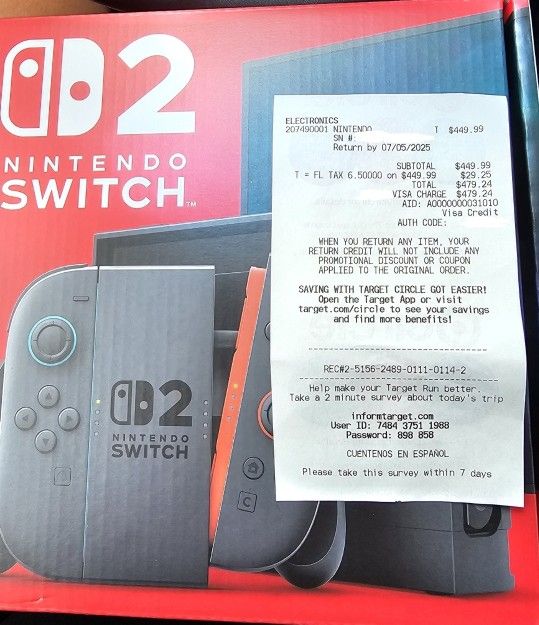 2
NINTENDO
SWITCH
TM
2
NINTENDO
SWITCH
C
ELECTRONICS
207490001 NINTENDO T $449.99
SN #:
Return by 07/05/2025
SUBTOTAL $449.99
T = FL TAX 6.50000 on $449.99 $29.25
TOTAL $479.24
VISA CHARGE $479.24
AID: A0000000031010
Visa Credit
AUTH CODE:
WHEN YOU RETURN ANY ITEM, YOUR
RETURN CREDIT WILL NOT INCLUDE ANY
PROMOTIONAL DISCOUNT OR COUPON
APPLIED TO THE ORIGINAL ORDER.
SAVING WITH TARGET CIRCLE GOT EASIER!
Open the Target App or visit
target.com/circle to see your savings
and find more benefits!
REC#2-5156-2489-0111-0114-2
Help make your Target Run better.
Take a 2 minute survey about today's trip
informtarget.com
User ID: 7484 3751 1988
Password: 898 858
CUENTENOS EN ESPAÑOL
Please take this survey within 7 days